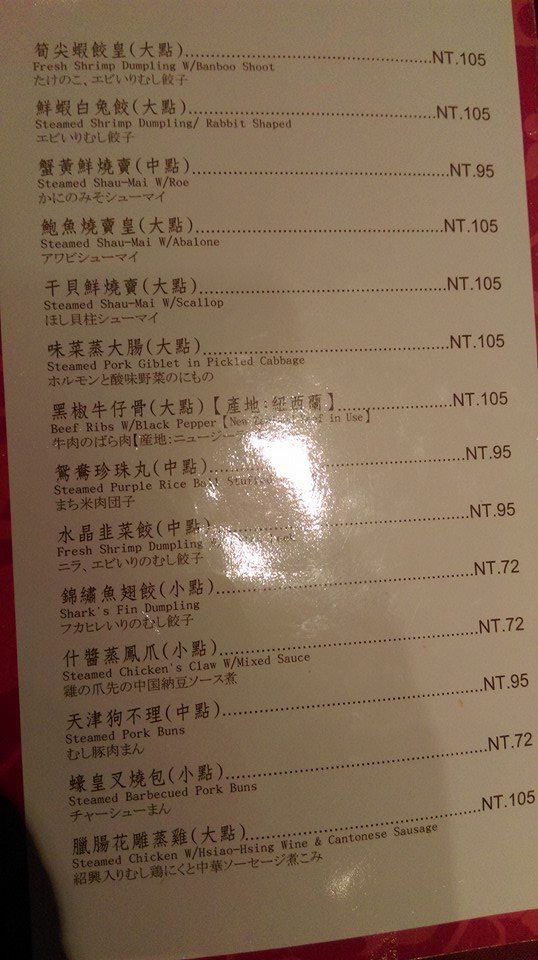 筍尖蝦餃皇(大點)..............................NT.105
Fresh Shrimp Dumpling W/Banboo Shoot
たけのこ、エビいりむし餃子
鮮蝦白兔餃(大點)..............................NT.105
Steamed Shrimp Dumpling/ Rabbit Shaped
エビいりむし餃子
蟹黃鮮燒賣(中點)..............................NT.95
Steamed Shau-Mai W/Roe
かにのみそシューマイ
鮑魚燒賣皇(大點)..............................NT.105
Steamed Shau-Mai W/Abalone
アワビシューマイ
干貝鮮燒賣(大點)..............................NT.105
Steamed Shau-Mai W/Scallop
ほし貝柱シューマイ
味菜蒸大腸(大點)..............................NT.105
Steamed Pork Giblet in Pickled Cabbage
ホルモンと酸味野菜のにもの
黑椒牛仔骨(大點)【產地:紐西蘭】..............NT.105
Beef Ribs W/Black Pepper【New Beef in Use】
牛肉のばら肉【産地:ニュージー
鴛鴦珍珠丸(中點)..............................NT.95
Steamed Purple Rice Ball Stuffed
まち米肉団子
水晶韭菜餃(中點)..............................NT.95
Fresh Shrimp Dumpling
ニラ、エビいりのむし餃子
錦繡魚翅餃(小點)..............................NT.72
Shark's Fin Dumpling
フカヒレいりのむし餃子
什醬蒸鳳爪(小點)..............................NT.72
Steamed Chicken's Claw W/Mixed Sauce
雞の爪先の中国納豆ソース煮
天津狗不理(中點)..............................NT.95
Steamed Pork Buns
むし豚肉まん
蠔皇叉燒包(小點)..............................NT.72
Steamed Barbecued Pork Buns
チャーシューまん
臘腸花雕蒸雞(大點)..............................NT.105
Steamed Chicken W/Hsiao-Hsing Wine & Cantonese Sausage
紹興入りむし鶏にくと中華ソーセージ煮こみ